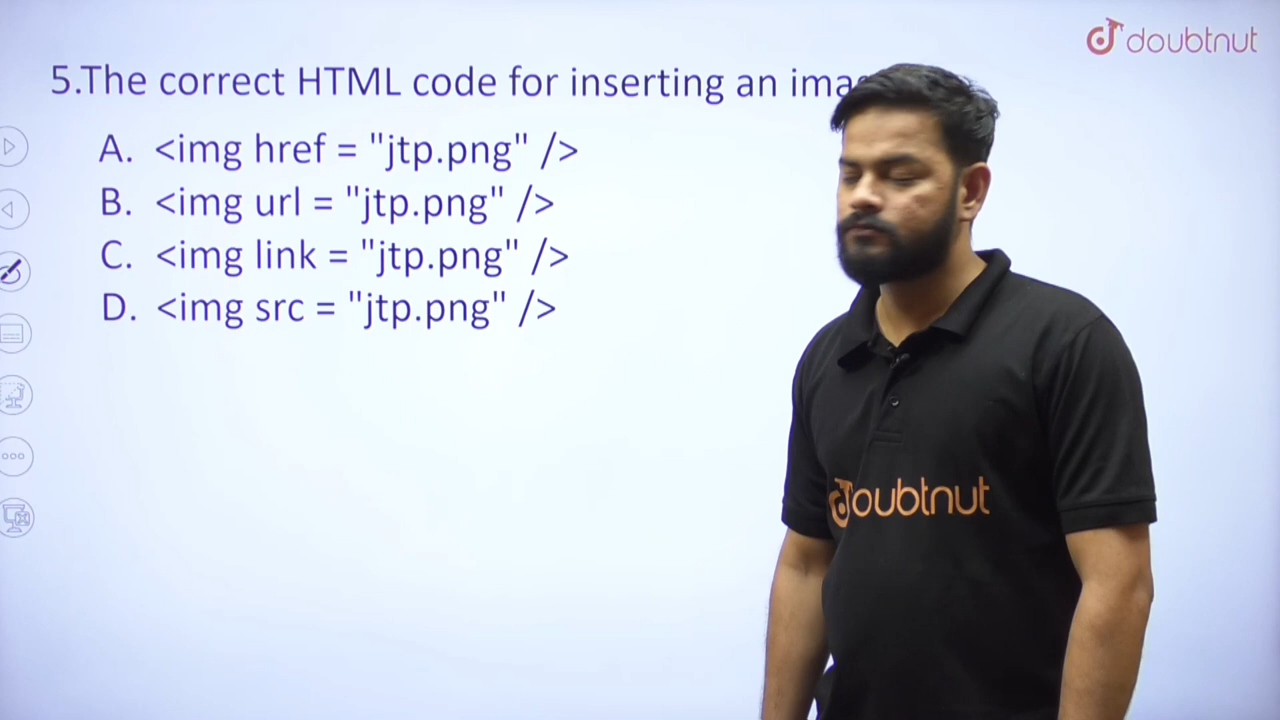 doubtnut
5.The correct HTML code for inserting an
A. <img href = "jtp.png" />
B. <img url = "jtp.png" />
C. <img link = "jtp.png" />
D. <img src = "jtp.png" />
doubtnut